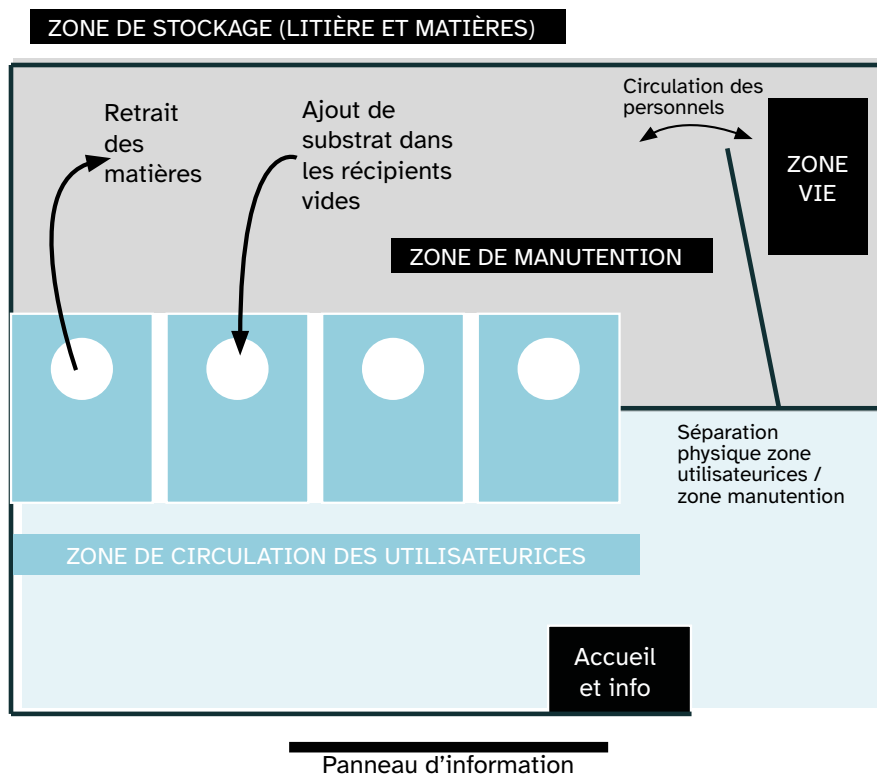 ZONE DE STOCKAGE (LITIÈRE ET MATIÈRES)
Retrait
des
matières
Ajout de
substrat dans
les récipients
vides
Circulation des
personnels
ZONE
VIE
ZONE DE MANUTENTION
Séparation
physique zone
utilisateurices /
zone manutention
ZONE DE CIRCULATION DES UTILISATEURICES
Accueil
et info
Panneau d’information